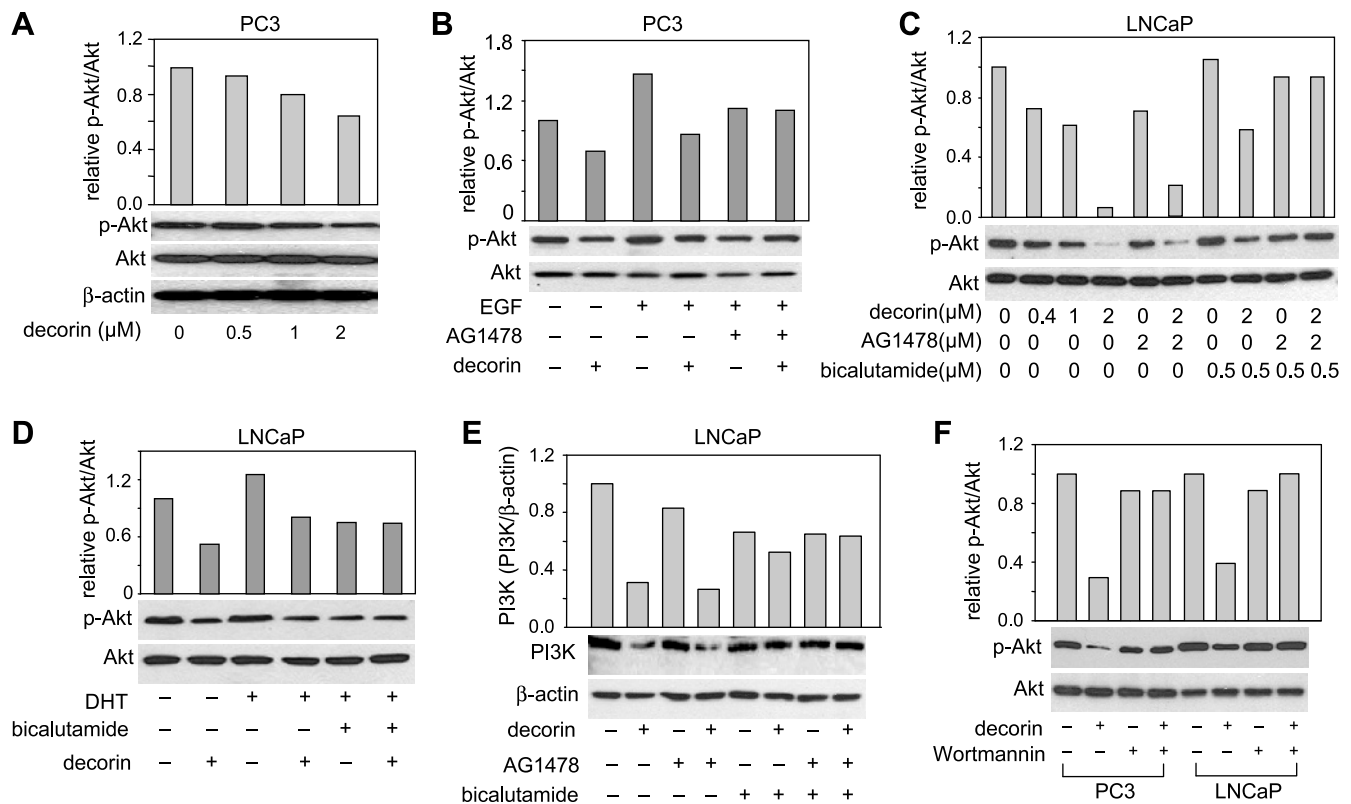 A
PC3
relative p-Akt/Akt
1.2
0.8
0.4
0.0
p-Akt
Akt
β-actin
decorin (μM) 0 0.5 1 2
B
PC3
relative p-Akt/Akt
1.8
1.2
0.6
0
p-Akt
Akt
EGF – – + + + +
AG1478 – – – – + +
decorin – + – + – +
C
LNCaP
relative p-Akt/Akt
1.2
0.8
0.4
0.0
p-Akt
Akt
decorin(μM) 0 0.4 1 2 0 2 0 2 0 2
AG1478(μM) 0 0 0 0 2 2 0 0 2 2
bicalutamide(μM) 0 0 0 0 0 0 0.5 0.5 0.5 0.5
D
LNCaP
relative p-Akt/Akt
1.2
0.6
0
p-Akt
Akt
DHT – – + + + +
bicalutamide – – – – + +
decorin – + – + – +
E
LNCaP
PI3K (PI3K/β-actin)
1.2
0.8
0.4
0.0
PI3K
β-actin
decorin – + – + – + – +
AG1478 – – + + – – + +
bicalutamide – – – – + + + +
F
relative p-Akt/Akt
1.2
0.8
0.4
0.0
p-Akt
Akt
decorin – + – + – + – +
Wortmannin – – + + – – + +
PC3 LNCaP